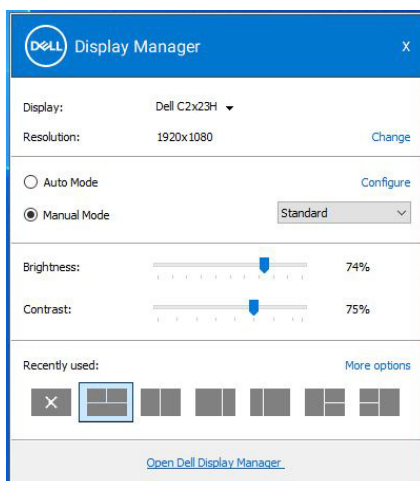 DELL Display Manager X
Display: Dell C2x23H
Resolution: 1920x1080 Change
Auto Mode Configure
Manual Mode Standard
Brightness: 74%
Contrast: 75%
Recently used: More options
Open Dell Display Manager